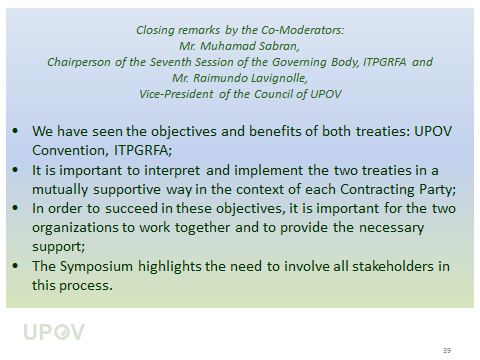 Closing remarks by the Co-Moderators:
Mr. Muhamad Sabran,
Chairperson of the Seventh Session of the Governing Body, ITPGRFA and
Mr. Raimundo Lavignolle,
Vice-President of the Council of UPOV
• We have seen the objectives and benefits of both treaties: UPOV
Convention, ITPGRFA;
• It is important to interpret and implement the two treaties in a
mutually supportive way in the context of each Contracting Party;
• In order to succeed in these objectives, it is important for the two
organizations to work together and to provide the necessary
support;
• The Symposium highlights the need to involve all stakeholders in
this process.
UPOV
39